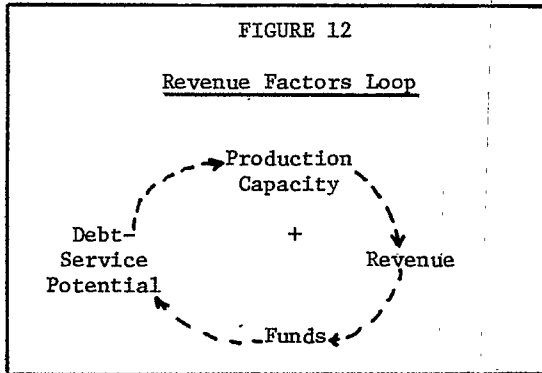 FIGURE 12
Revenue Factors Loop
Production
Capacity
+
Debt-
Service
Potential
Revenue
Funds